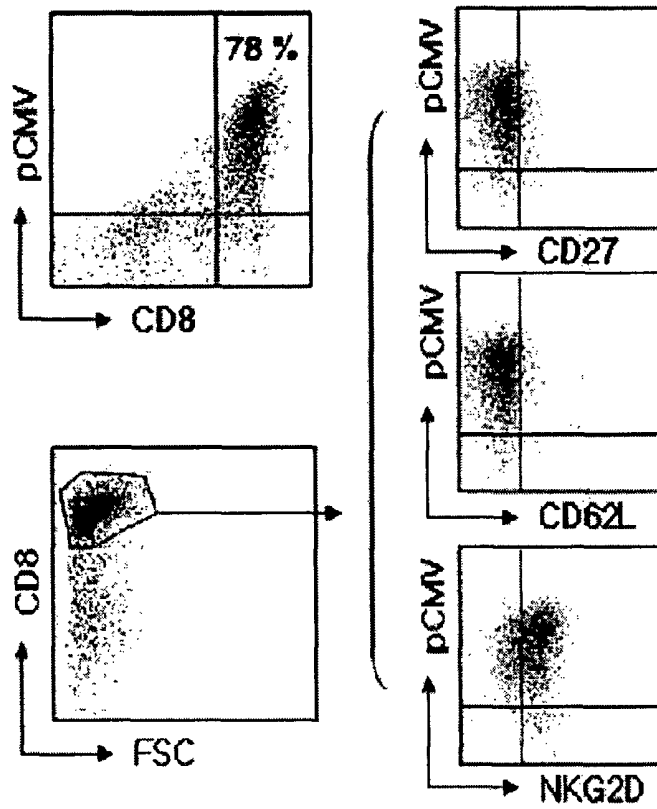 78 %
pCMV
CD8
CD8
FSC
pCMV
CD27
pCMV
CD62L
pCMV
NKG2D